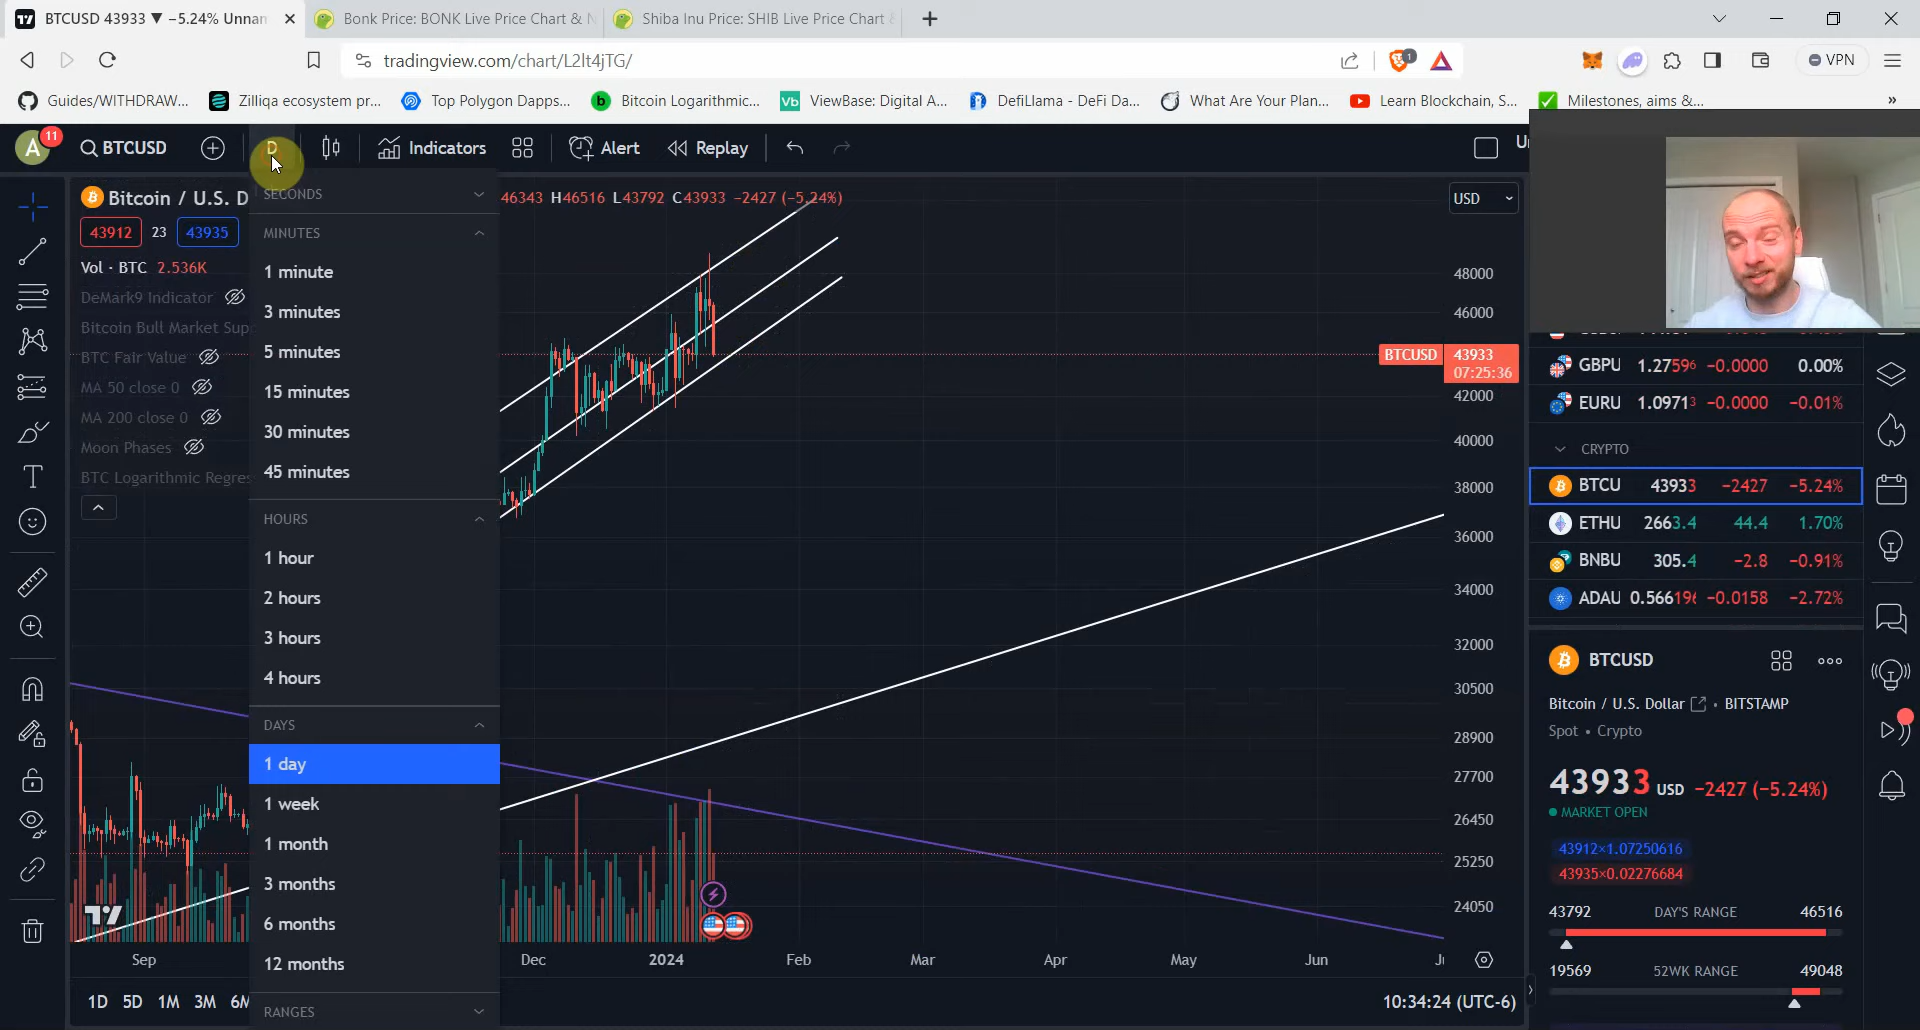 BTCUSD 43933 ▼ −5.24% Unnan
Bonk Price: BONK Live Price Chart & N
Shiba Inu Price: SHIB Live Price Chart &
tradingview.com/chart/L2lt4jTG/
1
VPN
Guides/WITHDRAW...
Zilliqa ecosystem pr...
Top Polygon Dapps...
Bitcoin Logarithmic...
Vb
ViewBase: Digital A...
DefiLlama - DeFi Da...
What Are Your Plan...
Learn Blockchain, S...
Milestones, aims &...
»
A
11
BTCUSD
D
Indicators
Alert
Replay
Bitcoin / U.S. D
46343 H46516 L43792 C43933 −2427 (−5.24%)
USD
43912
23
43935
Vol · BTC 2.536K
DeMark9 Indicator
Bitcoin Bull Market Sup
BTC Fair Value
MA 50 close 0
MA 200 close 0
Moon Phases
BTC Logarithmic Regres
SECONDS
MINUTES
1 minute
3 minutes
5 minutes
15 minutes
30 minutes
45 minutes
HOURS
1 hour
2 hours
3 hours
4 hours
DAYS
1 day
1 week
1 month
3 months
6 months
12 months
RANGES
48000
46000
BTCUSD
43933
07:25:36
42000
40000
38000
36000
34000
32000
30500
28900
27700
26450
25250
24050
Sep
Dec
2024
Feb
Mar
Apr
May
Jun
1D 5D 1M 3M 6M
10:34:24 (UTC-6)
GBPU 1.27596 −0.0000 0.00%
EURU 1.09713 −0.0000 −0.01%
CRYPTO
BTCU 43933 −2427 −5.24%
ETHU 2663.4 44.4 1.70%
BNBU 305.4 −2.8 −0.91%
ADAU 0.566196 −0.0158 −2.72%
BTCUSD
Bitcoin / U.S. Dollar • BITSTAMP
Spot • Crypto
43933 USD −2427 (−5.24%)
MARKET OPEN
43912×1.07250616
43935×0.02276684
43792 DAY'S RANGE 46516
19569 52WK RANGE 49048